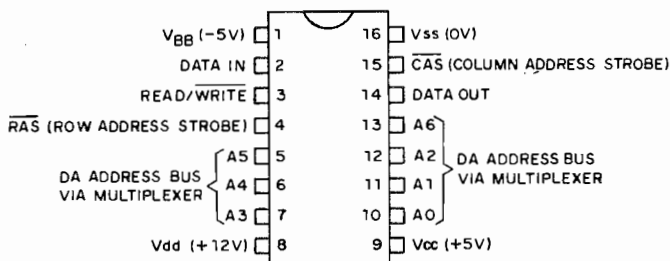 VBB (-5V) 1 16 Vss (0V)
DATA IN 2 15 CAS (COLUMN ADDRESS STROBE)
READ/WRITE 3 14 DATA OUT
RAS (ROW ADDRESS STROBE) 4 13 A6
DA ADDRESS BUS
VIA MULTIPLEXER
A5 5 12 A2
A4 6 11 A1
A3 7 10 A0
DA ADDRESS BUS
VIA MULTIPLEXER
Vdd (+12V) 8 9 Vcc (+5V)